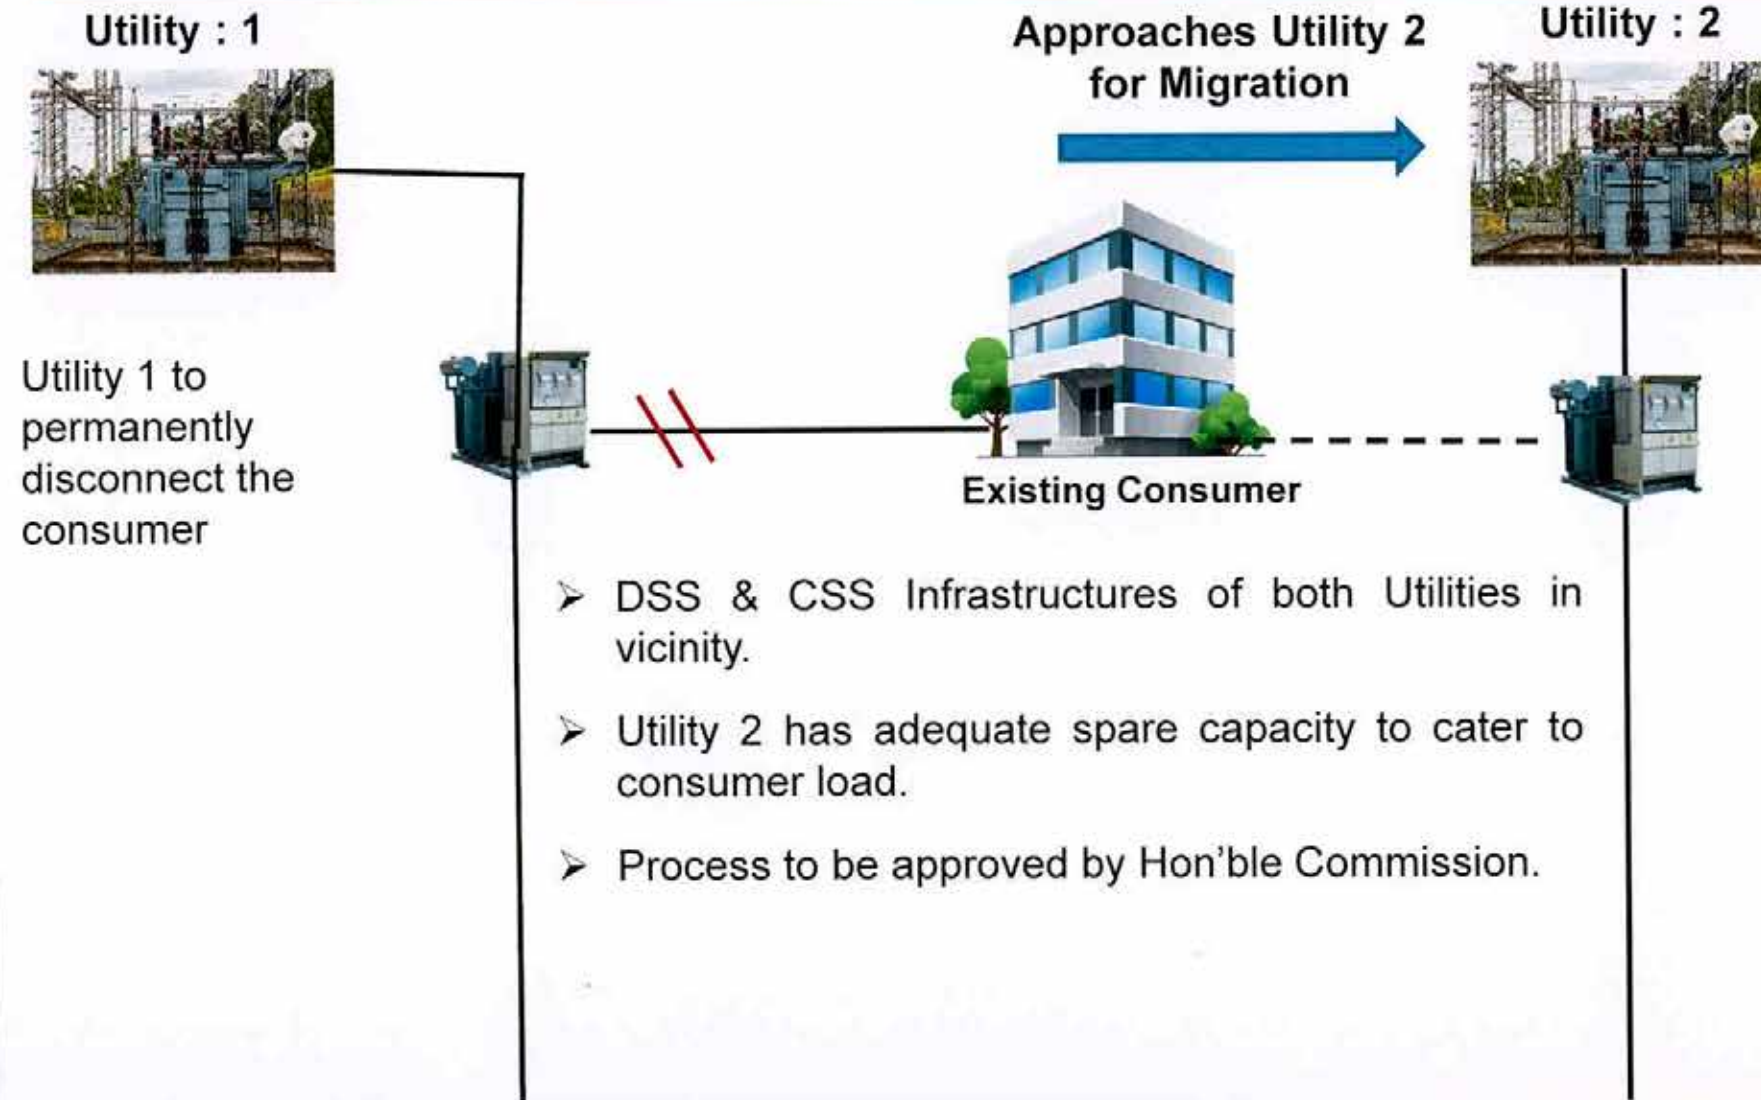 Utility : 1
Approaches Utility 2
for Migration
Utility : 2
Utility 1 to
permanently
disconnect the
consumer
Existing Consumer
➢ DSS & CSS Infrastructures of both Utilities in
vicinity.
➢ Utility 2 has adequate spare capacity to cater to
consumer load.
➢ Process to be approved by Hon'ble Commission.